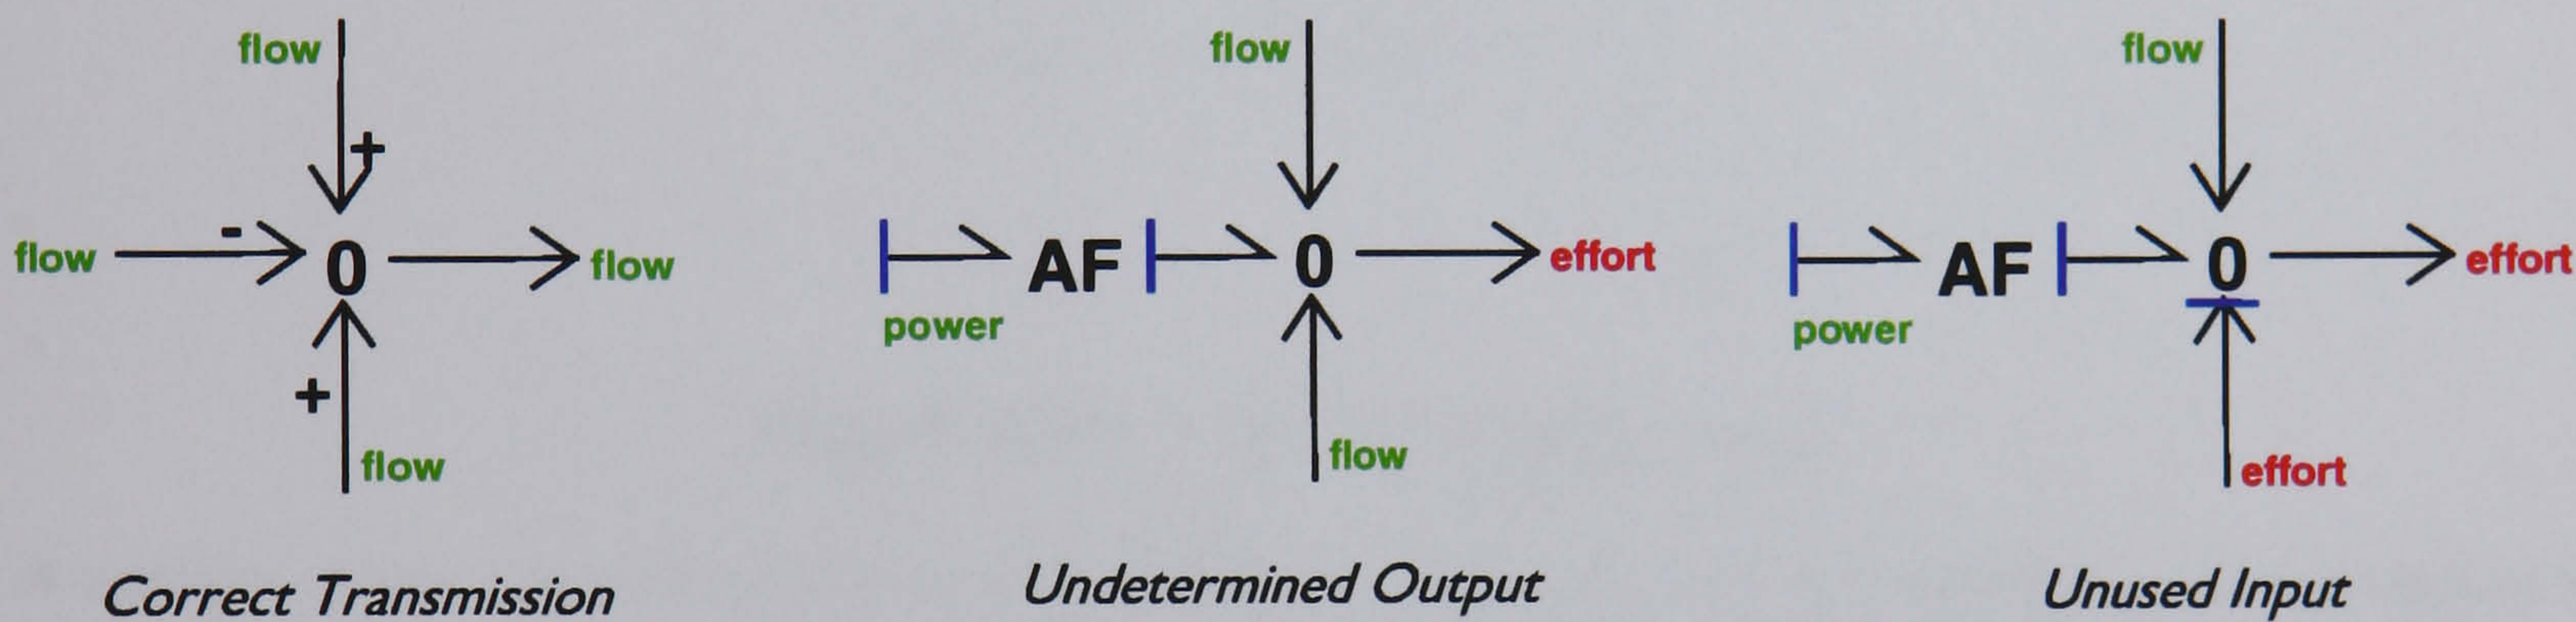 flow
+
-
flow 0 flow
+
flow
Correct Transmission
flow
AF 0 effort
power
flow
Undetermined Output
flow
AF 0 effort
power
effort
Unused Input